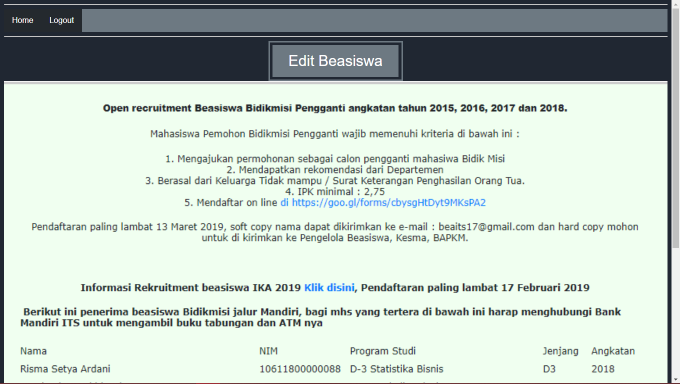 Home Logout
Edit Beasiswa
Open recruitment Beasiswa Bidikmisi Pengganti angkatan tahun 2015, 2016, 2017 dan 2018.
Mahasiswa Pemohon Bidikmisi Pengganti wajib memenuhi kriteria di bawah ini :
1. Mengajukan permohonan sebagai calon pengganti mahasiwa Bidik Misi
2. Mendapatkan rekomendasi dari Departemen
3. Berasal dari Keluarga Tidak mampu / Surat Keterangan Penghasilan Orang Tua.
4. IPK minimal : 2,75
5. Mendaftar on line di https://goo.gl/forms/cbysgHtDyt9MKsPA2
Pendaftaran paling lambat 13 Maret 2019, soft copy nama dapat dikirimkan ke e-mail : beaits17@gmail.com dan hard copy mohon
untuk di kirimkan ke Pengelola Beasiswa, Kesma, BAPKM.
Informasi Rekruitment beasiswa IKA 2019 Klik disini, Pendaftaran paling lambat 17 Februari 2019
Berikut ini penerima beasiswa Bidikmisi jalur Mandiri, bagi mhs yang tertera di bawah ini harap menghubungi Bank
Mandiri ITS untuk mengambil buku tabungan dan ATM nya
Nama NIM Program Studi Jenjang Angkatan
Risma Setya Ardani 10611800000088 D-3 Statistika Bisnis D3 2018